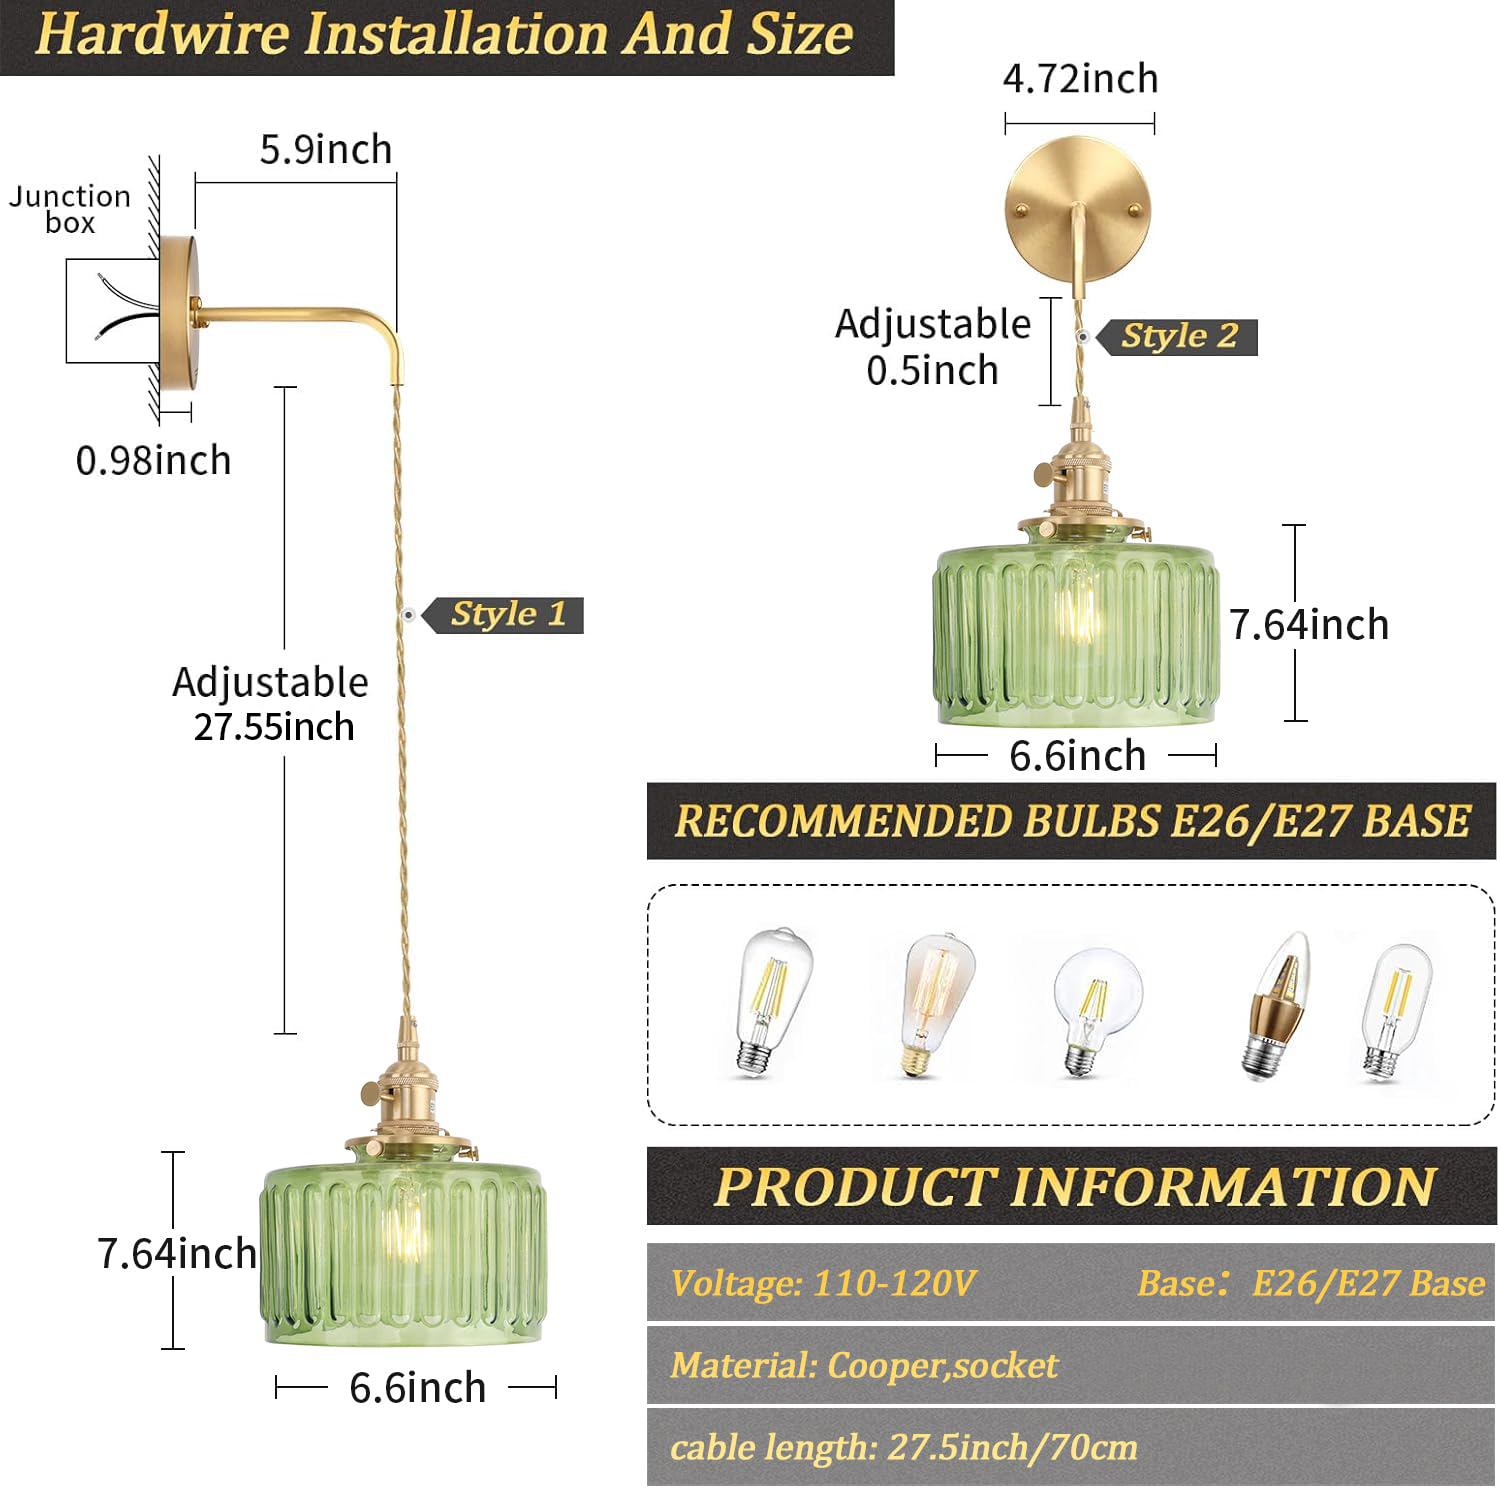 Hardwire Installation And Size
4.72inch
5.9inch
Junction
box
Adjustable
0.5inch
Style 2
0.98inch
Style 1
7.64inch
Adjustable
27.55inch
6.6inch
RECOMMENDED BULBS E26/E27 BASE
PRODUCT INFORMATION
7.64inch
Voltage: 110-120V
Base: E26/E27 Base
Material: Cooper,socket
6.6inch
cable length: 27.5inch/70cm